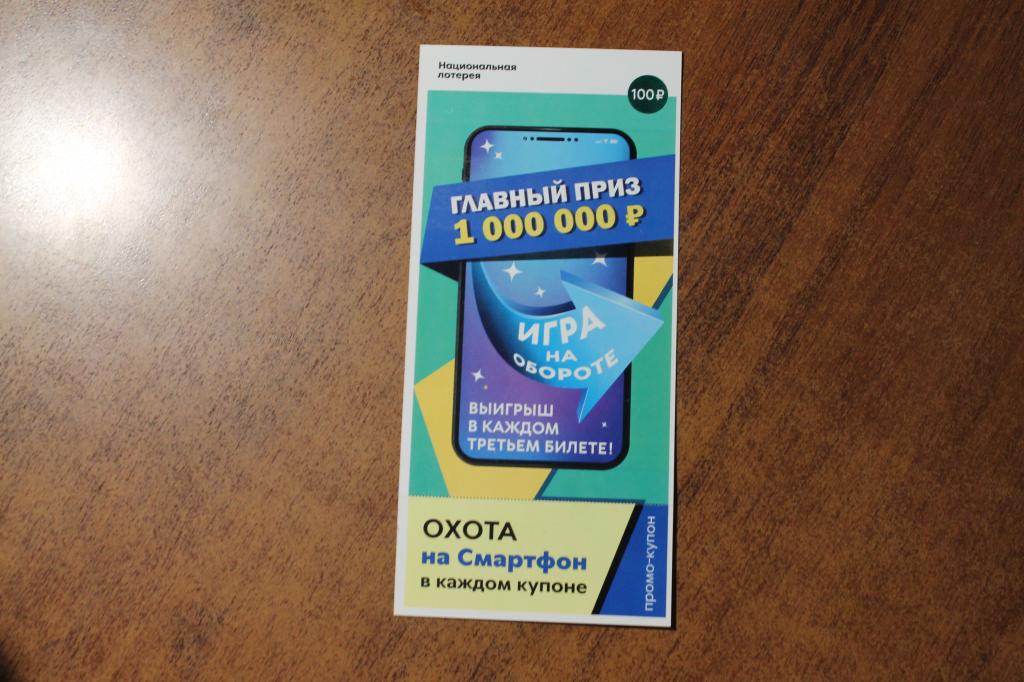 Национальная
лотерея
100₽
ГЛАВНЫЙ ПРИЗ
1 000 000 ₽
ИГРА
НА
ОБОРОТЕ
ВЫИГРЫШ
В КАЖДОМ
ТРЕТЬЕМ БИЛЕТЕ!
ОХОТА
на Смартфон
в каждом купоне
промо-купон